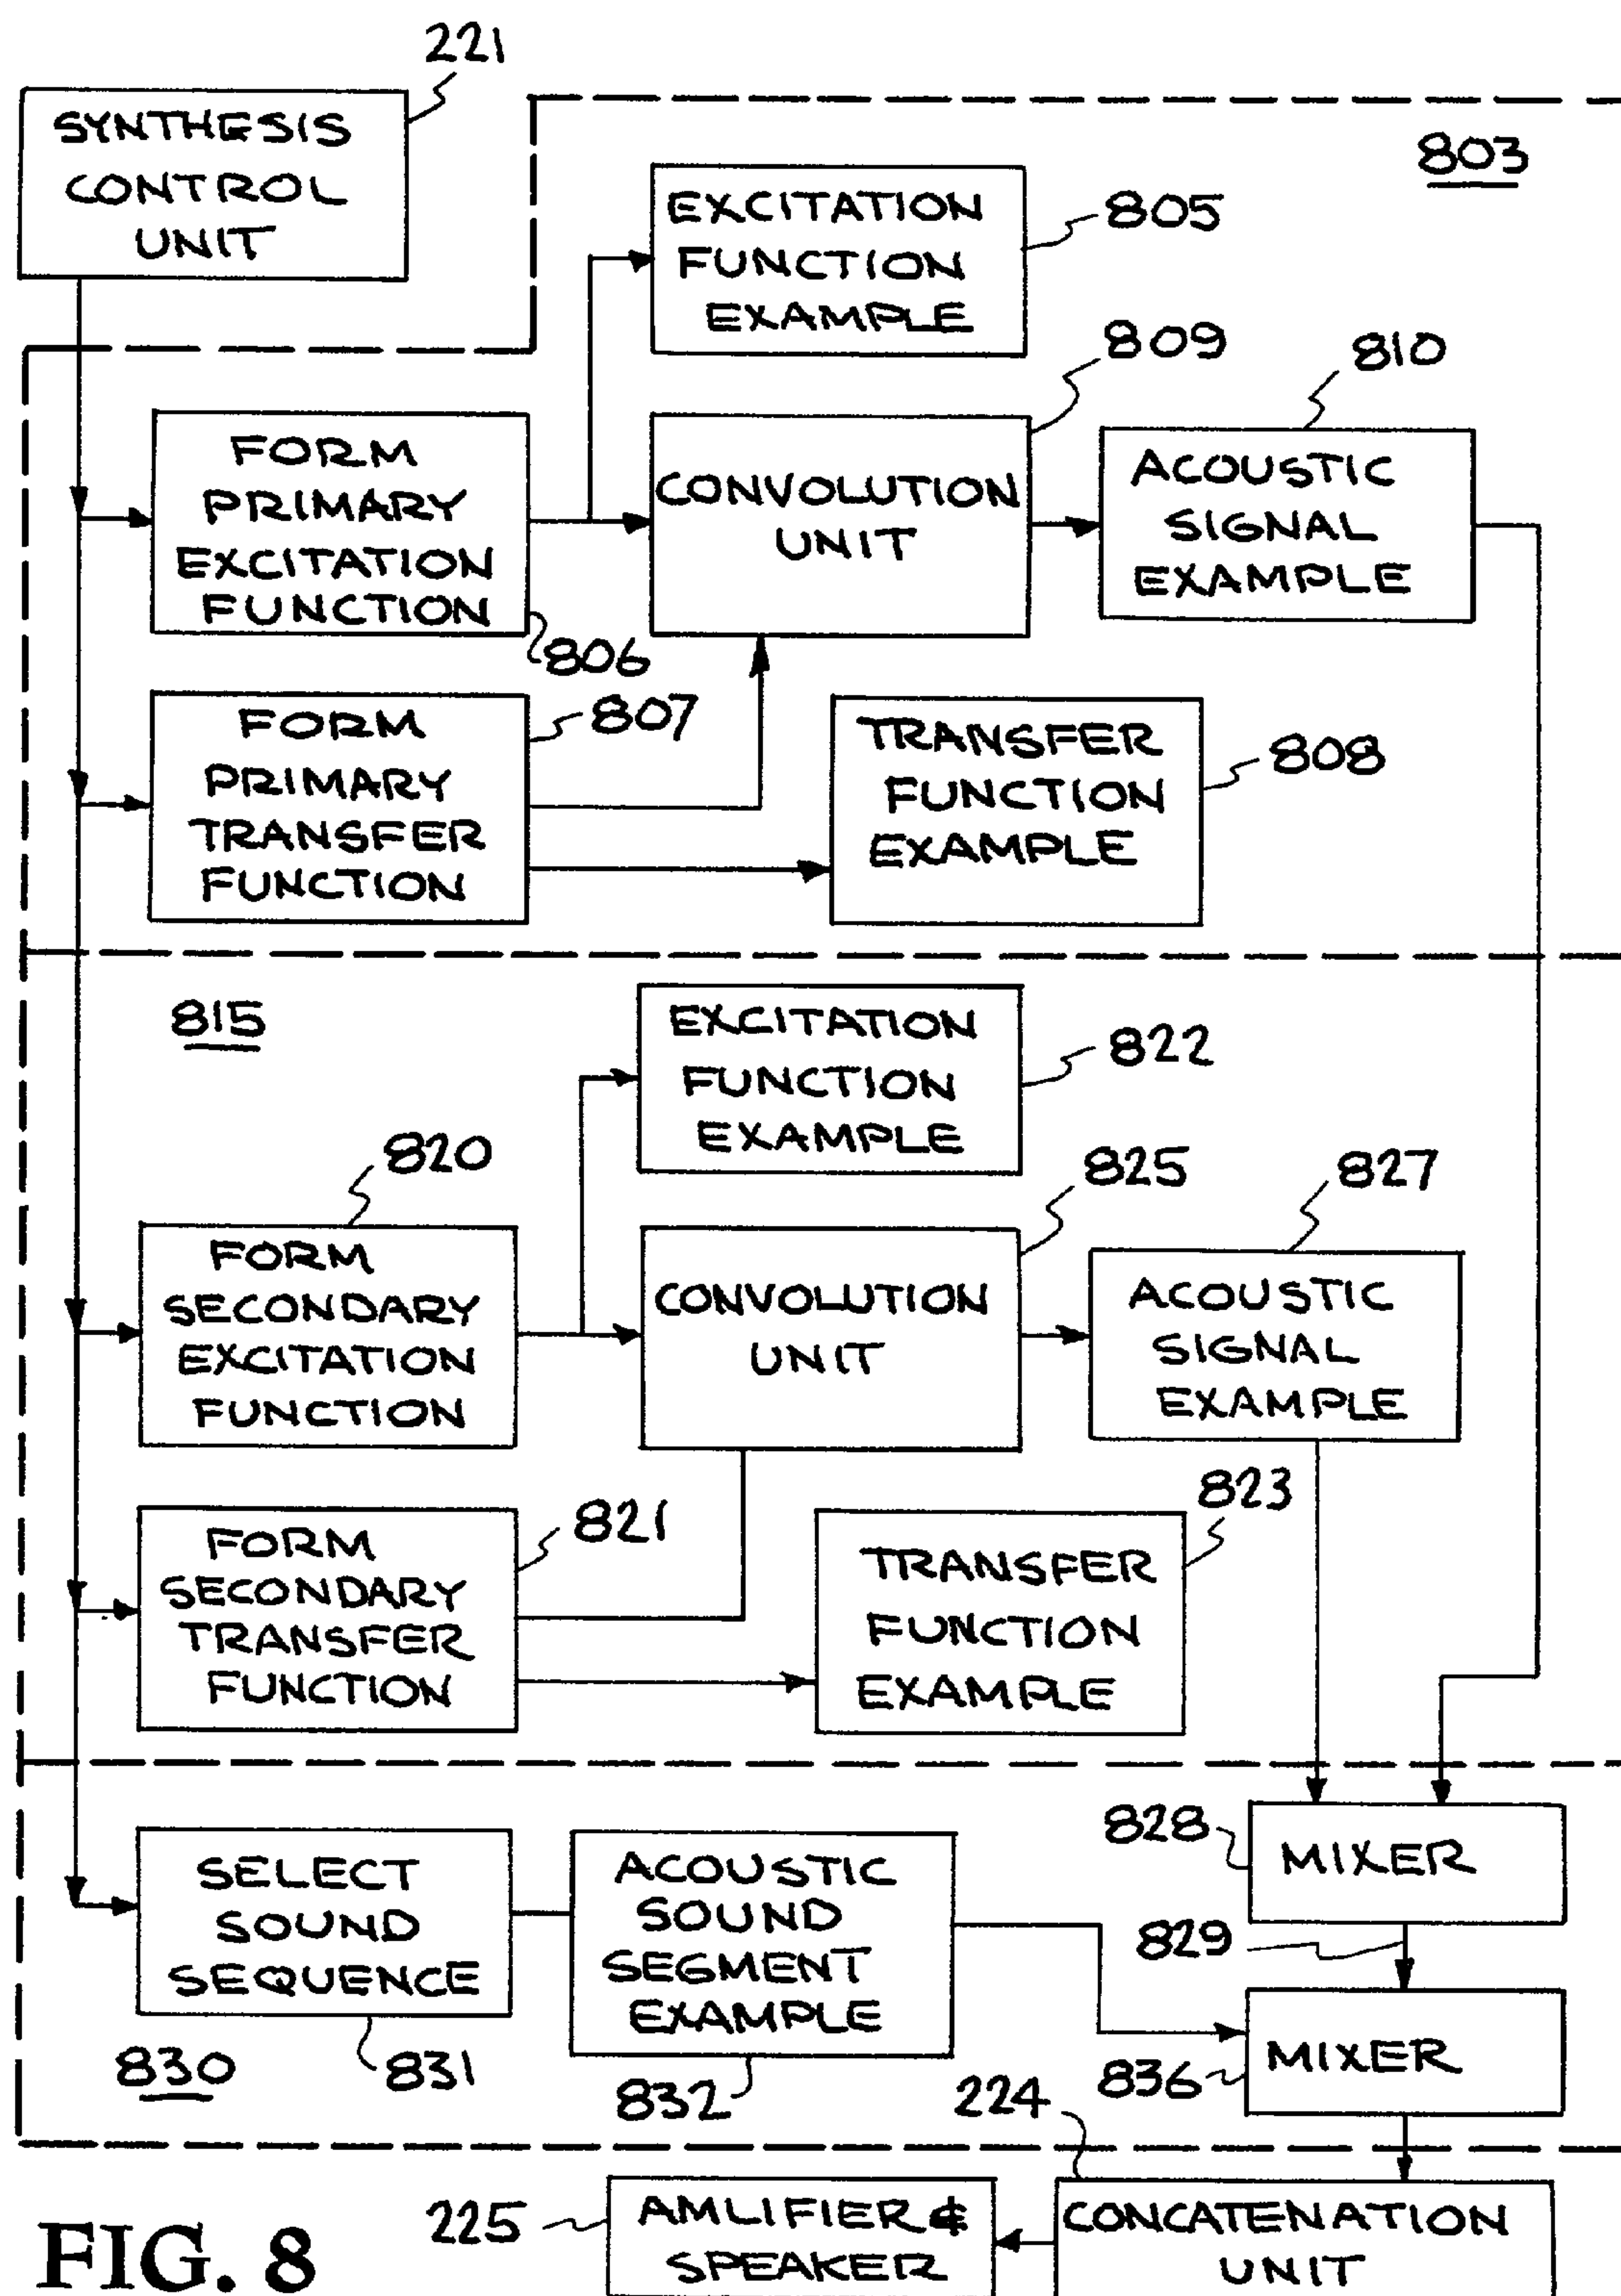 221
SYNTHESIS
CONTROL
UNIT
803
EXCITATION
FUNCTION
EXAMPLE
805
809
810
FORM
PRIMARY
EXCITATION
FUNCTION
806
CONVOLUTION
UNIT
ACOUSTIC
SIGNAL
EXAMPLE
FORM
PRIMARY
TRANSFER
FUNCTION
807
TRANSFER
FUNCTION
EXAMPLE
808
815
EXCITATION
FUNCTION
EXAMPLE
822
820
825
827
FORM
SECONDARY
EXCITATION
FUNCTION
CONVOLUTION
UNIT
ACOUSTIC
SIGNAL
EXAMPLE
823
FORM
SECONDARY
TRANSFER
FUNCTION
821
TRANSFER
FUNCTION
EXAMPLE
828
MIXER
SELECT
SOUND
SEQUENCE
ACOUSTIC
SOUND
SEGMENT
EXAMPLE
829
MIXER
830
831
832
836
224
FIG. 8
225
AMLIFIER &
SPEAKER
CONCATENATION
UNIT